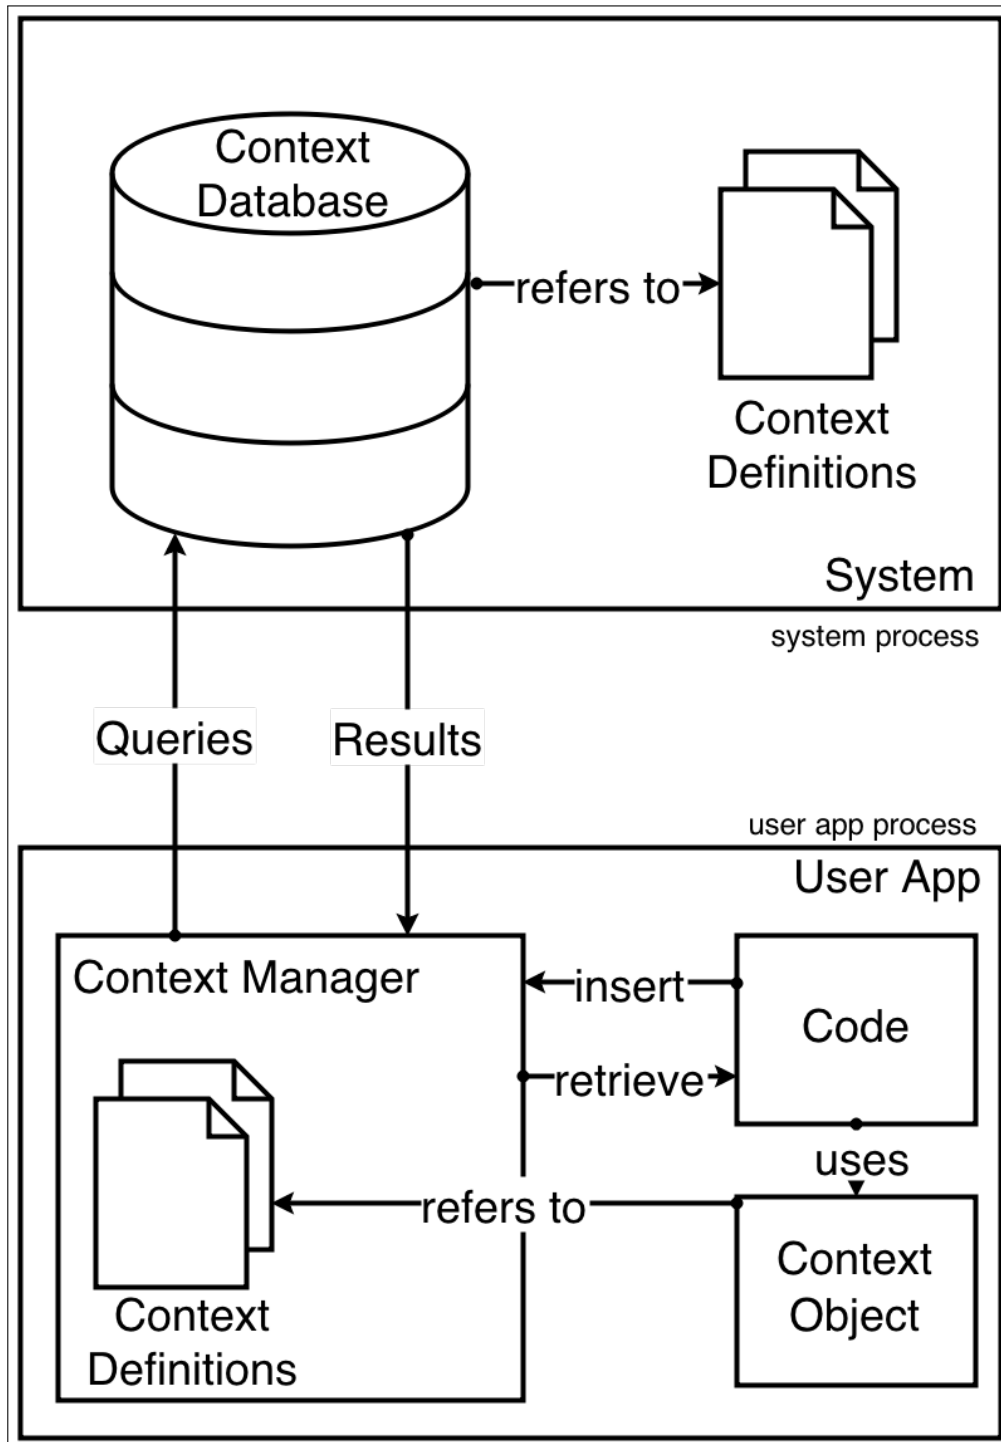 Context
Database
refers to
Context
Definitions
System
system process
Queries
Results
user app process
User App
Context Manager
insert
Code
retrieve
uses
refers to
Context
Object
Context
Definitions